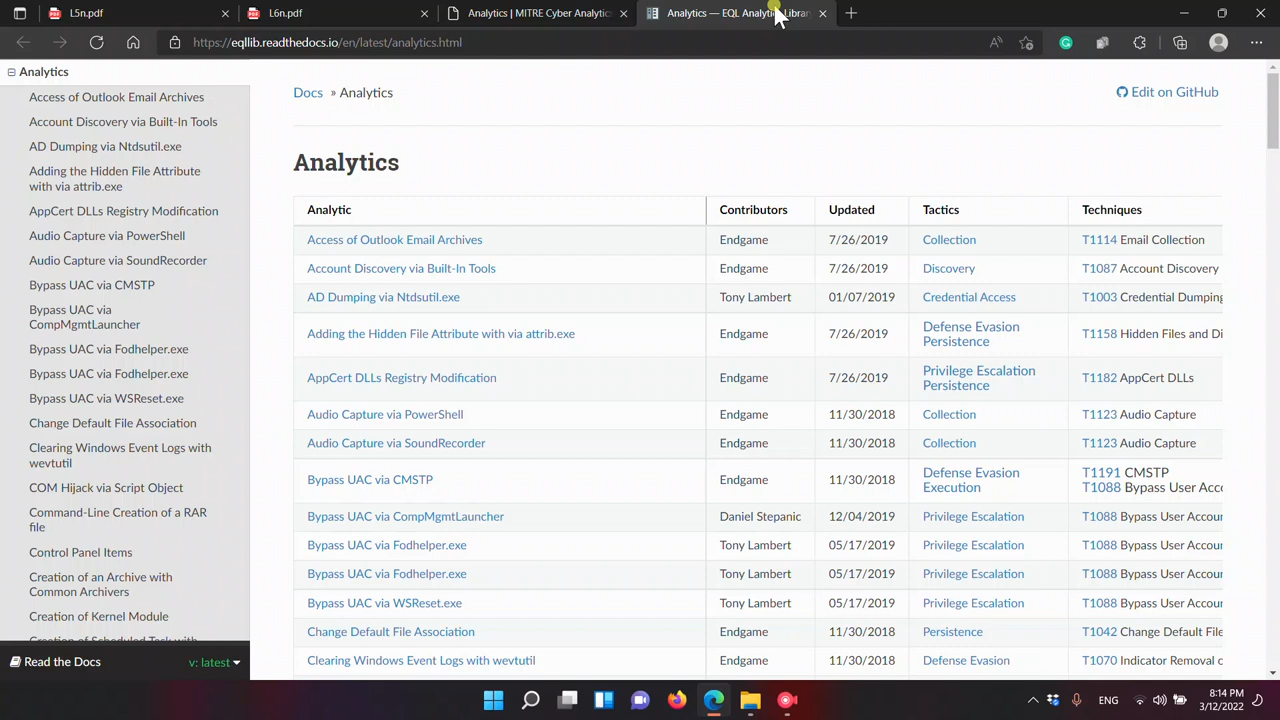 L5n.pdf
L6n.pdf
Analytics | MITRE Cyber Analytics
Analytics — EQL Analytics Library
https://eqllib.readthedocs.io/en/latest/analytics.html
Analytics
Access of Outlook Email Archives
Account Discovery via Built-In Tools
AD Dumping via Ntdsutil.exe
Adding the Hidden File Attribute
with via attrib.exe
AppCert DLLs Registry Modification
Audio Capture via PowerShell
Audio Capture via SoundRecorder
Bypass UAC via CMSTP
Bypass UAC via
CompMgmtLauncher
Bypass UAC via Fodhelper.exe
Bypass UAC via Fodhelper.exe
Bypass UAC via WSReset.exe
Change Default File Association
Clearing Windows Event Logs with
wevtutil
COM Hijack via Script Object
Command-Line Creation of a RAR
file
Control Panel Items
Creation of an Archive with
Common Archivers
Creation of Kernel Module
Creation of Scheduled Task with
Read the Docs v: latest
Docs » Analytics
Edit on GitHub
Analytics
Analytic Contributors Updated Tactics Techniques
Access of Outlook Email Archives Endgame 7/26/2019 Collection T1114 Email Collection
Account Discovery via Built-In Tools Endgame 7/26/2019 Discovery T1087 Account Discovery
AD Dumping via Ntdsutil.exe Tony Lambert 01/07/2019 Credential Access T1003 Credential Dumping
Adding the Hidden File Attribute with via attrib.exe Endgame 7/26/2019 Defense Evasion Persistence T1158 Hidden Files and Di
AppCert DLLs Registry Modification Endgame 7/26/2019 Privilege Escalation Persistence T1182 AppCert DLLs
Audio Capture via PowerShell Endgame 11/30/2018 Collection T1123 Audio Capture
Audio Capture via SoundRecorder Endgame 11/30/2018 Collection T1123 Audio Capture
Bypass UAC via CMSTP Endgame 11/30/2018 Defense Evasion Execution T1191 CMSTP T1088 Bypass User Acco
Bypass UAC via CompMgmtLauncher Daniel Stepanic 12/04/2019 Privilege Escalation T1088 Bypass User Accour
Bypass UAC via Fodhelper.exe Tony Lambert 05/17/2019 Privilege Escalation T1088 Bypass User Accour
Bypass UAC via Fodhelper.exe Tony Lambert 05/17/2019 Privilege Escalation T1088 Bypass User Accour
Bypass UAC via WSReset.exe Tony Lambert 05/17/2019 Privilege Escalation T1088 Bypass User Accour
Change Default File Association Endgame 11/30/2018 Persistence T1042 Change Default File
Clearing Windows Event Logs with wevtutil Endgame 11/30/2018 Defense Evasion T1070 Indicator Removal o
ENG
8:14 PM
3/12/2022